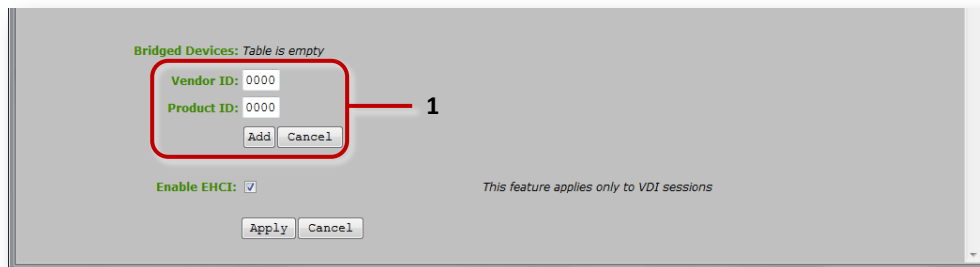 Bridged Devices: Table is empty
Vendor ID: 0000
Product ID: 0000
1
Add Cancel
Enable EHCI: This feature applies only to VDI sessions
Apply Cancel